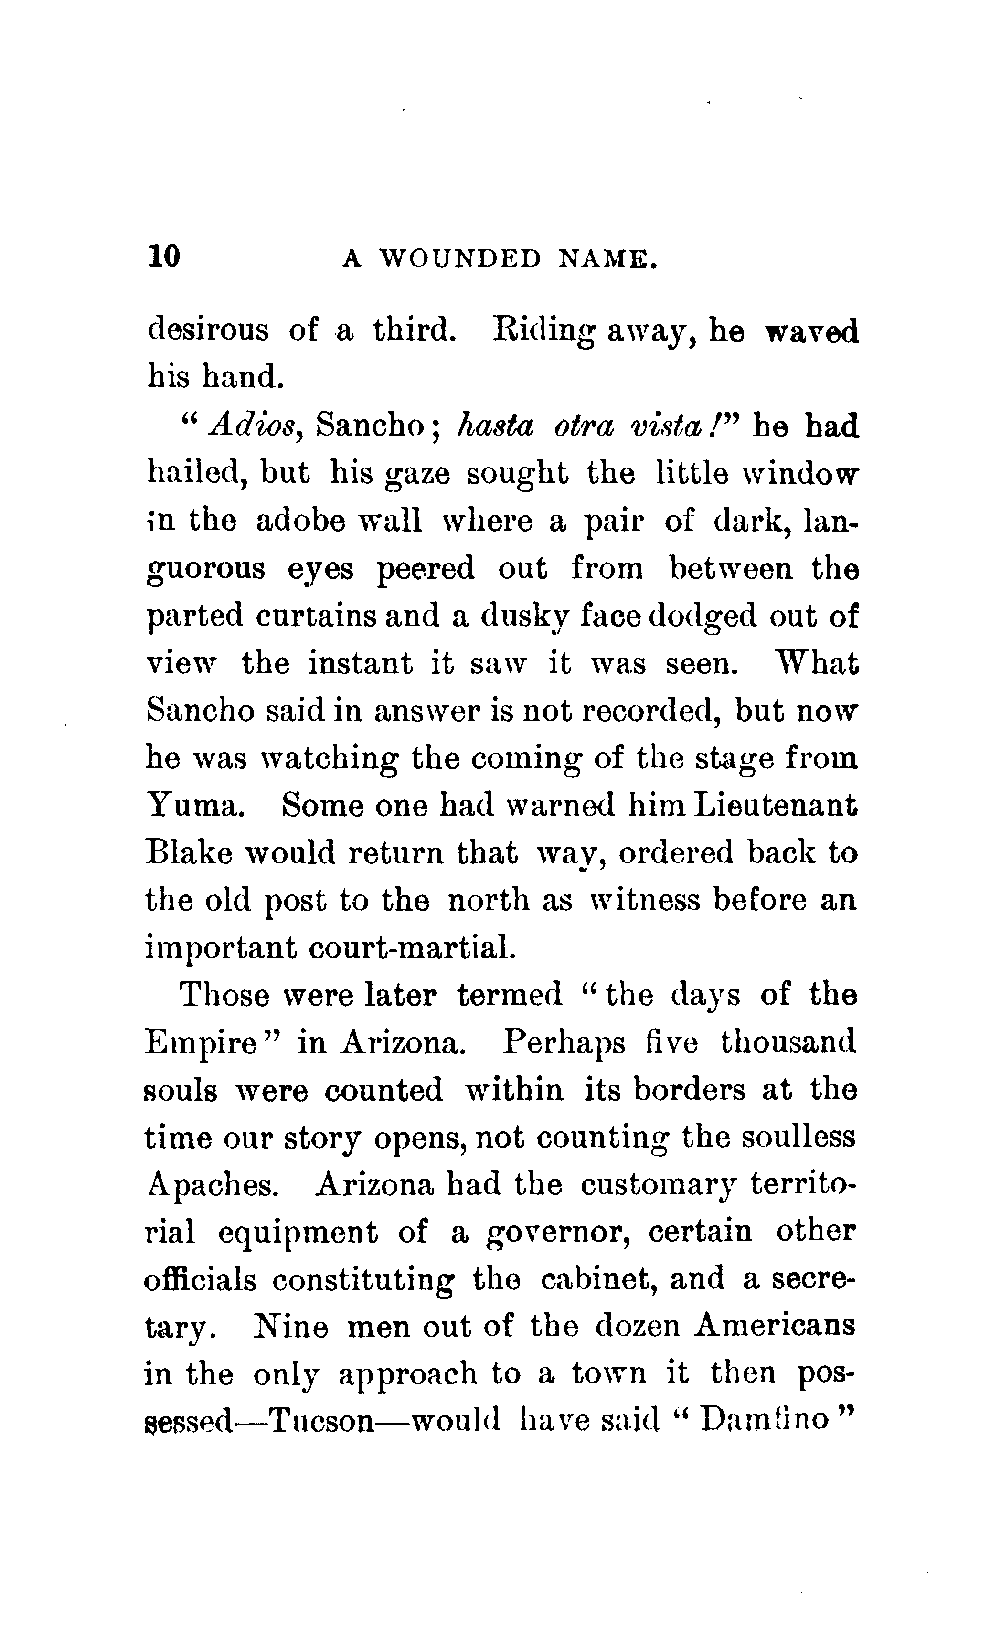 10 A WOUNDED NAME.
desirous of a third. Riding away, he waved
his hand.
“Adios, Sancho; hasta otra vista!” he had
hailed, but his gaze sought the little window
in the adobe wall where a pair of dark, lan-
guorous eyes peered out from between the
parted curtains and a dusky face dodged out of
view the instant it saw it was seen. What
Sancho said in answer is not recorded, but now
he was watching the coming of the stage from
Yuma. Some one had warned him Lieutenant
Blake would return that way, ordered back to
the old post to the north as witness before an
important court-martial.
Those were later termed “the days of the
Empire” in Arizona. Perhaps five thousand
souls were counted within its borders at the
time our story opens, not counting the soulless
Apaches. Arizona had the customary territo-
rial equipment of a governor, certain other
officials constituting the cabinet, and a secre-
tary. Nine men out of the dozen Americans
in the only approach to a town it then pos-
sessed—Tucson—would have said “Damfino”